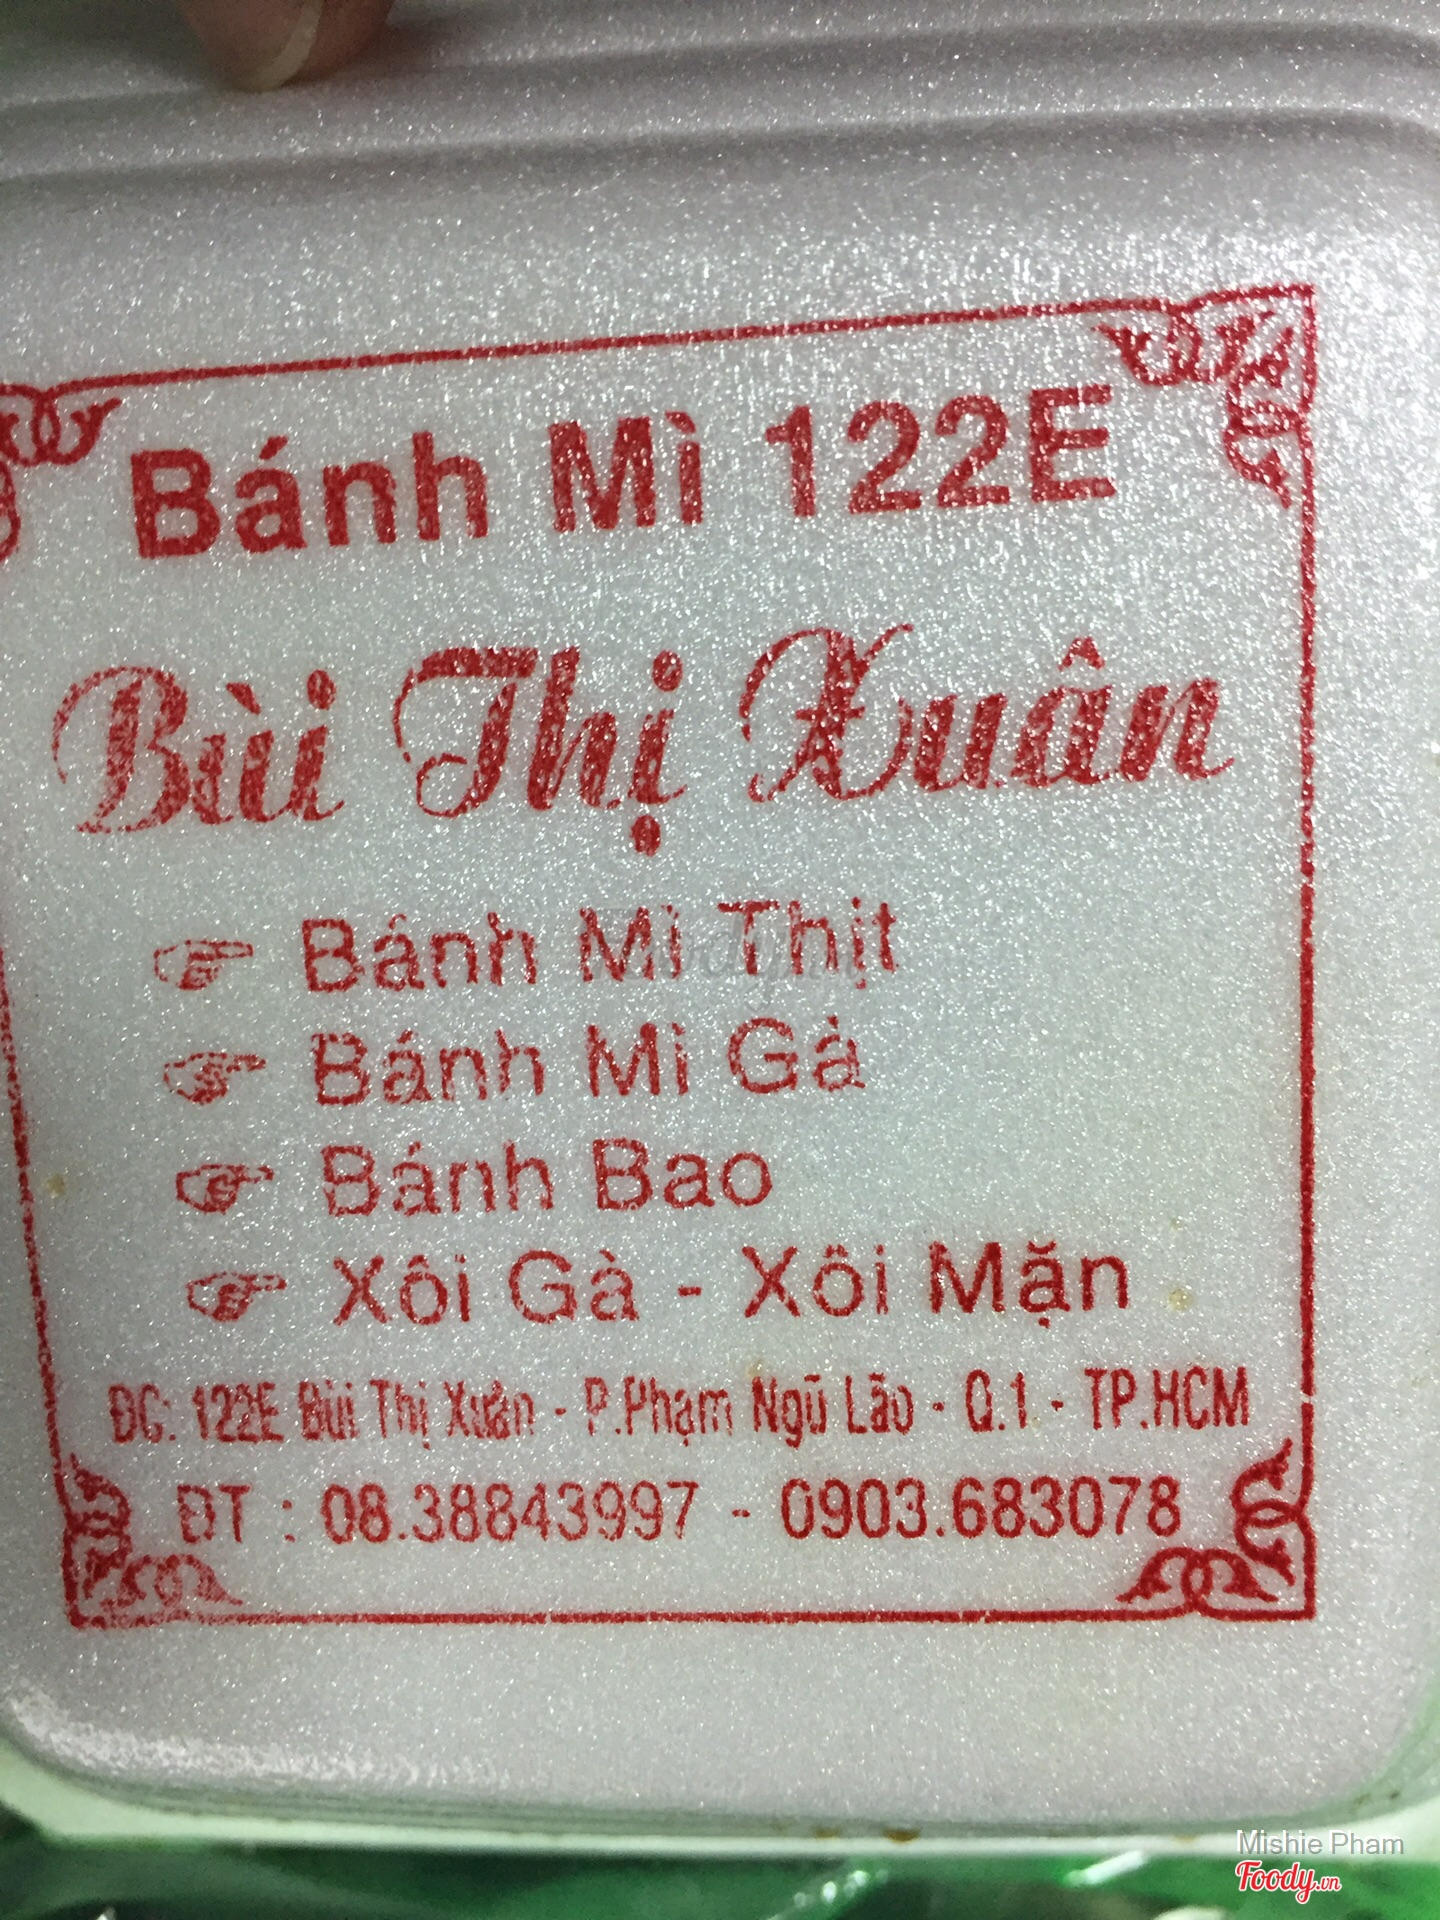 Bánh Mì 122E
Bùi Thị Xuân
Bánh Mì Thịt
Bánh Mì Gà
Bánh Bao
Xôi Gà - Xôi Mặn
ĐC: 122E Bùi Thị Xuân - P.Phạm Ngũ Lão - Q.1 - TP.HCM
ĐT : 08.38843997 - 0903.683078
Mishie Pham
Foody.vn